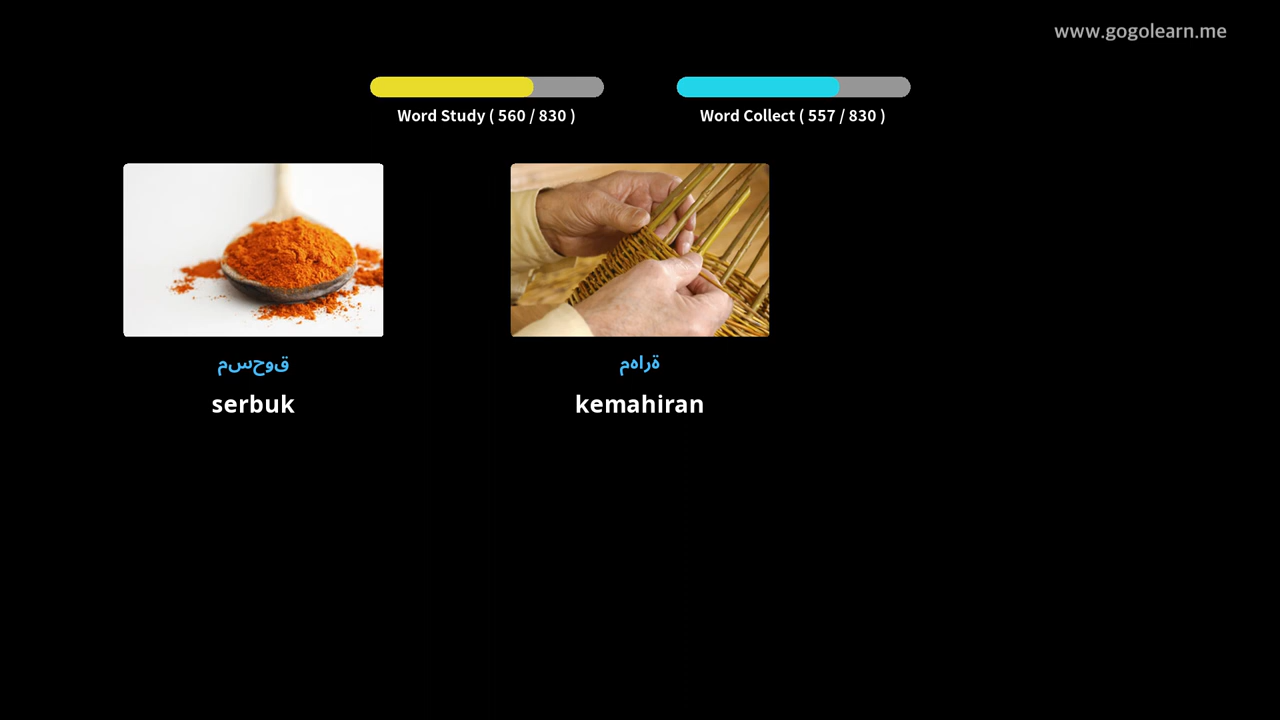 www.gogolearn.me
Word Study ( 560 / 830 )
Word Collect ( 557 / 830 )
قوحسم
serbuk
ةراهم
kemahiran